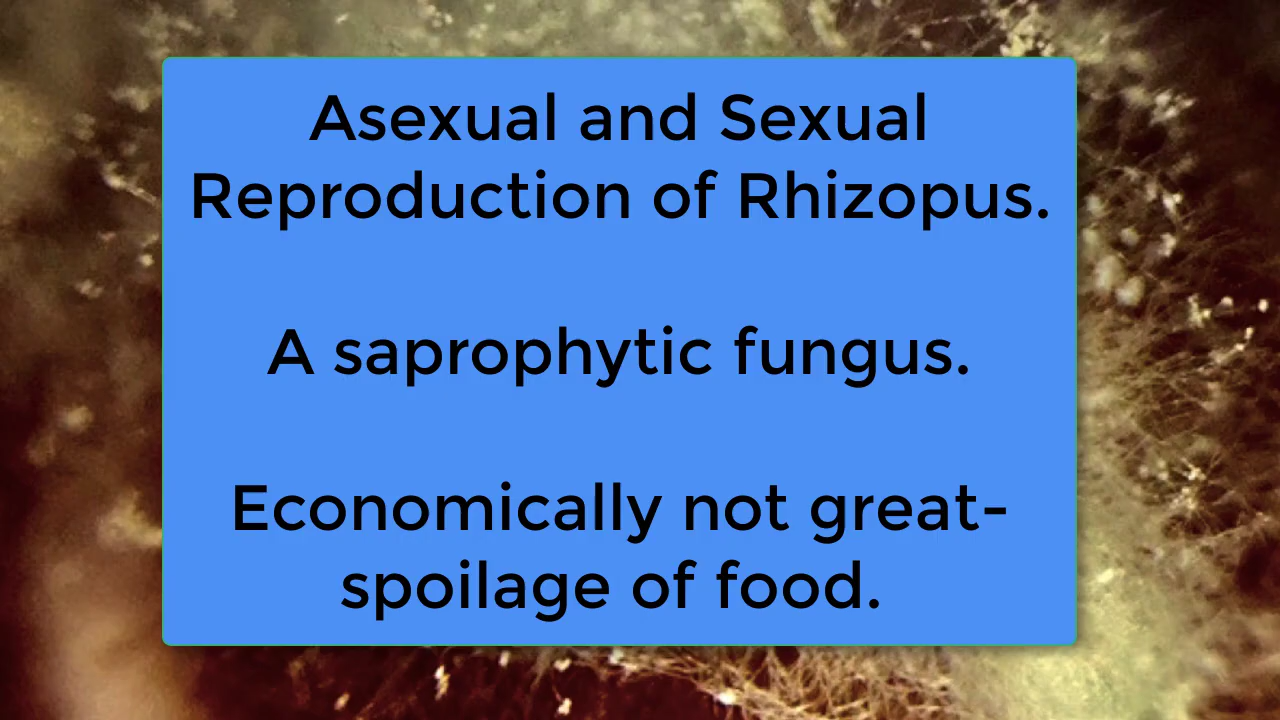 Asexual and Sexual
Reproduction of Rhizopus.
A saprophytic fungus.
Economically not great-
spoilage of food.